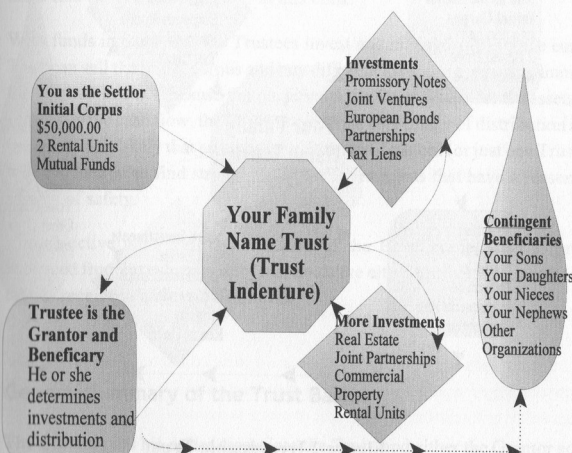 You as the Settlor
Initial Corpus
$50,000.00
2 Rental Units
Mutual Funds
Investments
Promissory Notes
Joint Ventures
European Bonds
Partnerships
Tax Liens
Your Family
Name Trust
(Trust
Indenture)
Contingent
Beneficiaries
Your Sons
Your Daughters
Your Nieces
Your Nephews
Other
Organizations
Trustee is the
Grantor and
Beneficary
He or she
determines
investments and
distribution
More Investments
Real Estate
Joint Partnerships
Commercial
Property
Rental Units